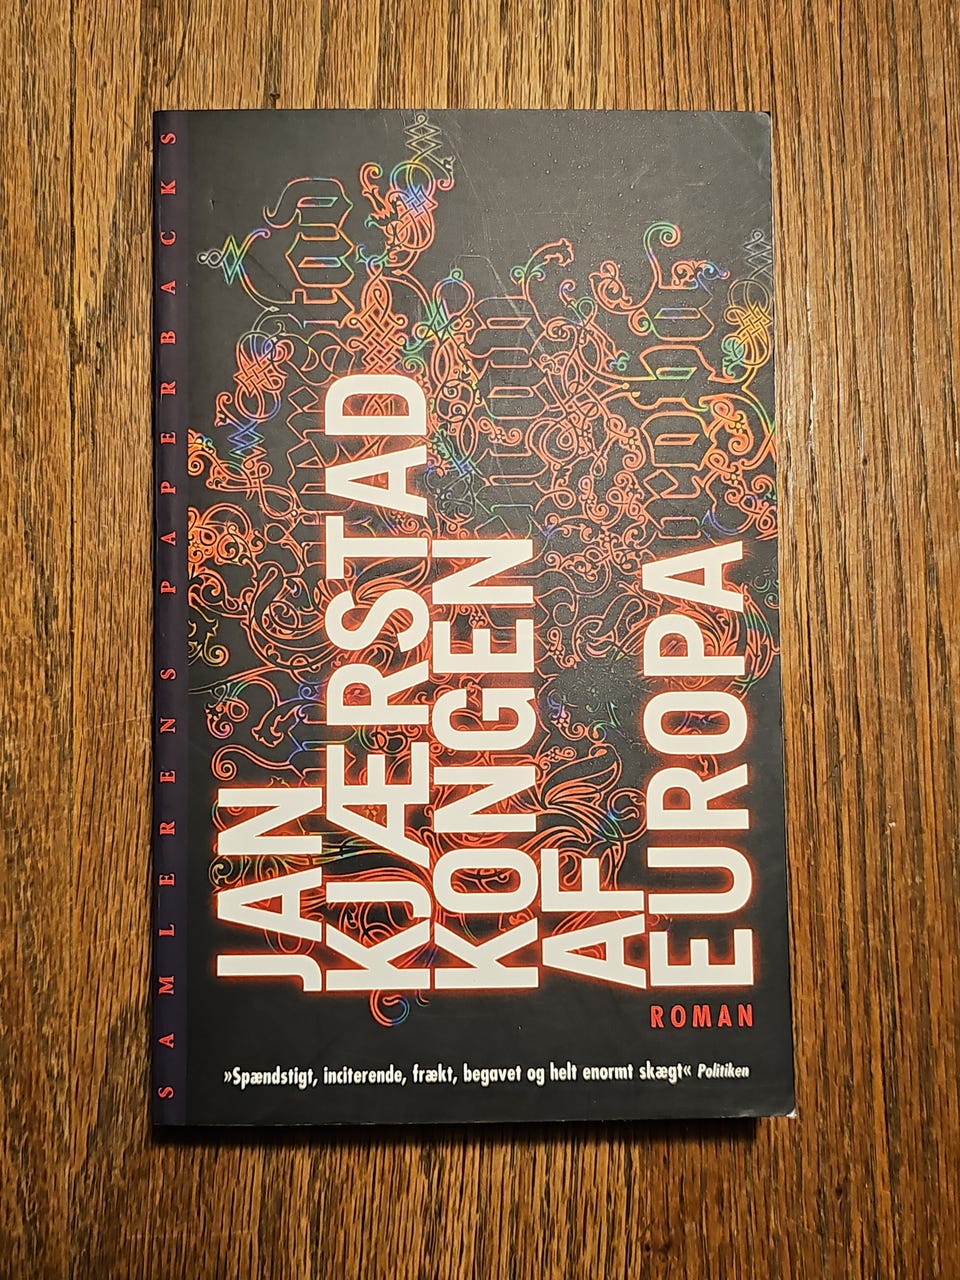 SAMLERENS PAPERBACKS
JAN
KJÆRSTAD
KONGEN
AF
EUROPA
ROMAN
»Spændstigt, inciterende, frækt, begavet og helt enormt skægt« Politiken